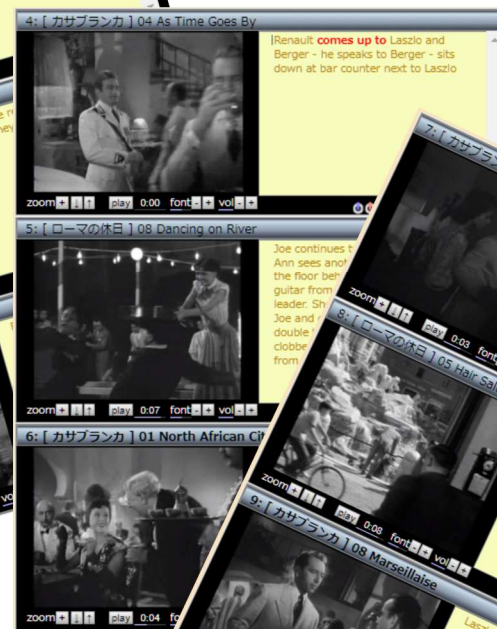 4: [ カサブランカ ] 04 As Time Goes By
Renault comes up to Laszlo and
Berger - he speaks to Berger - sits
down at bar counter next to Laszlo
zoom + ↓ ↑ play 0:00 font - + vol - +
5: [ ローマの休日 ] 08 Dancing on River
Joe continues
Ann sees
the floor
guitar from
leader. Sh
Joe and
double
clobbe
from
zoom + ↓ ↑ play 0:07 font - + vol - +
6: [ カサブランカ ] 01 North African Cit
zoom + ↓ ↑ play 0:04 fo
7: [ カサブラン
zoom + ↓ ↑ play 0:03 font
8: [ ローマの休日 ] 05 Hair Sal
zoom + ↓ ↑ play 0:08 font - + vol - +
9: [ カサブランカ ] 08 Marseillaise
Laszl